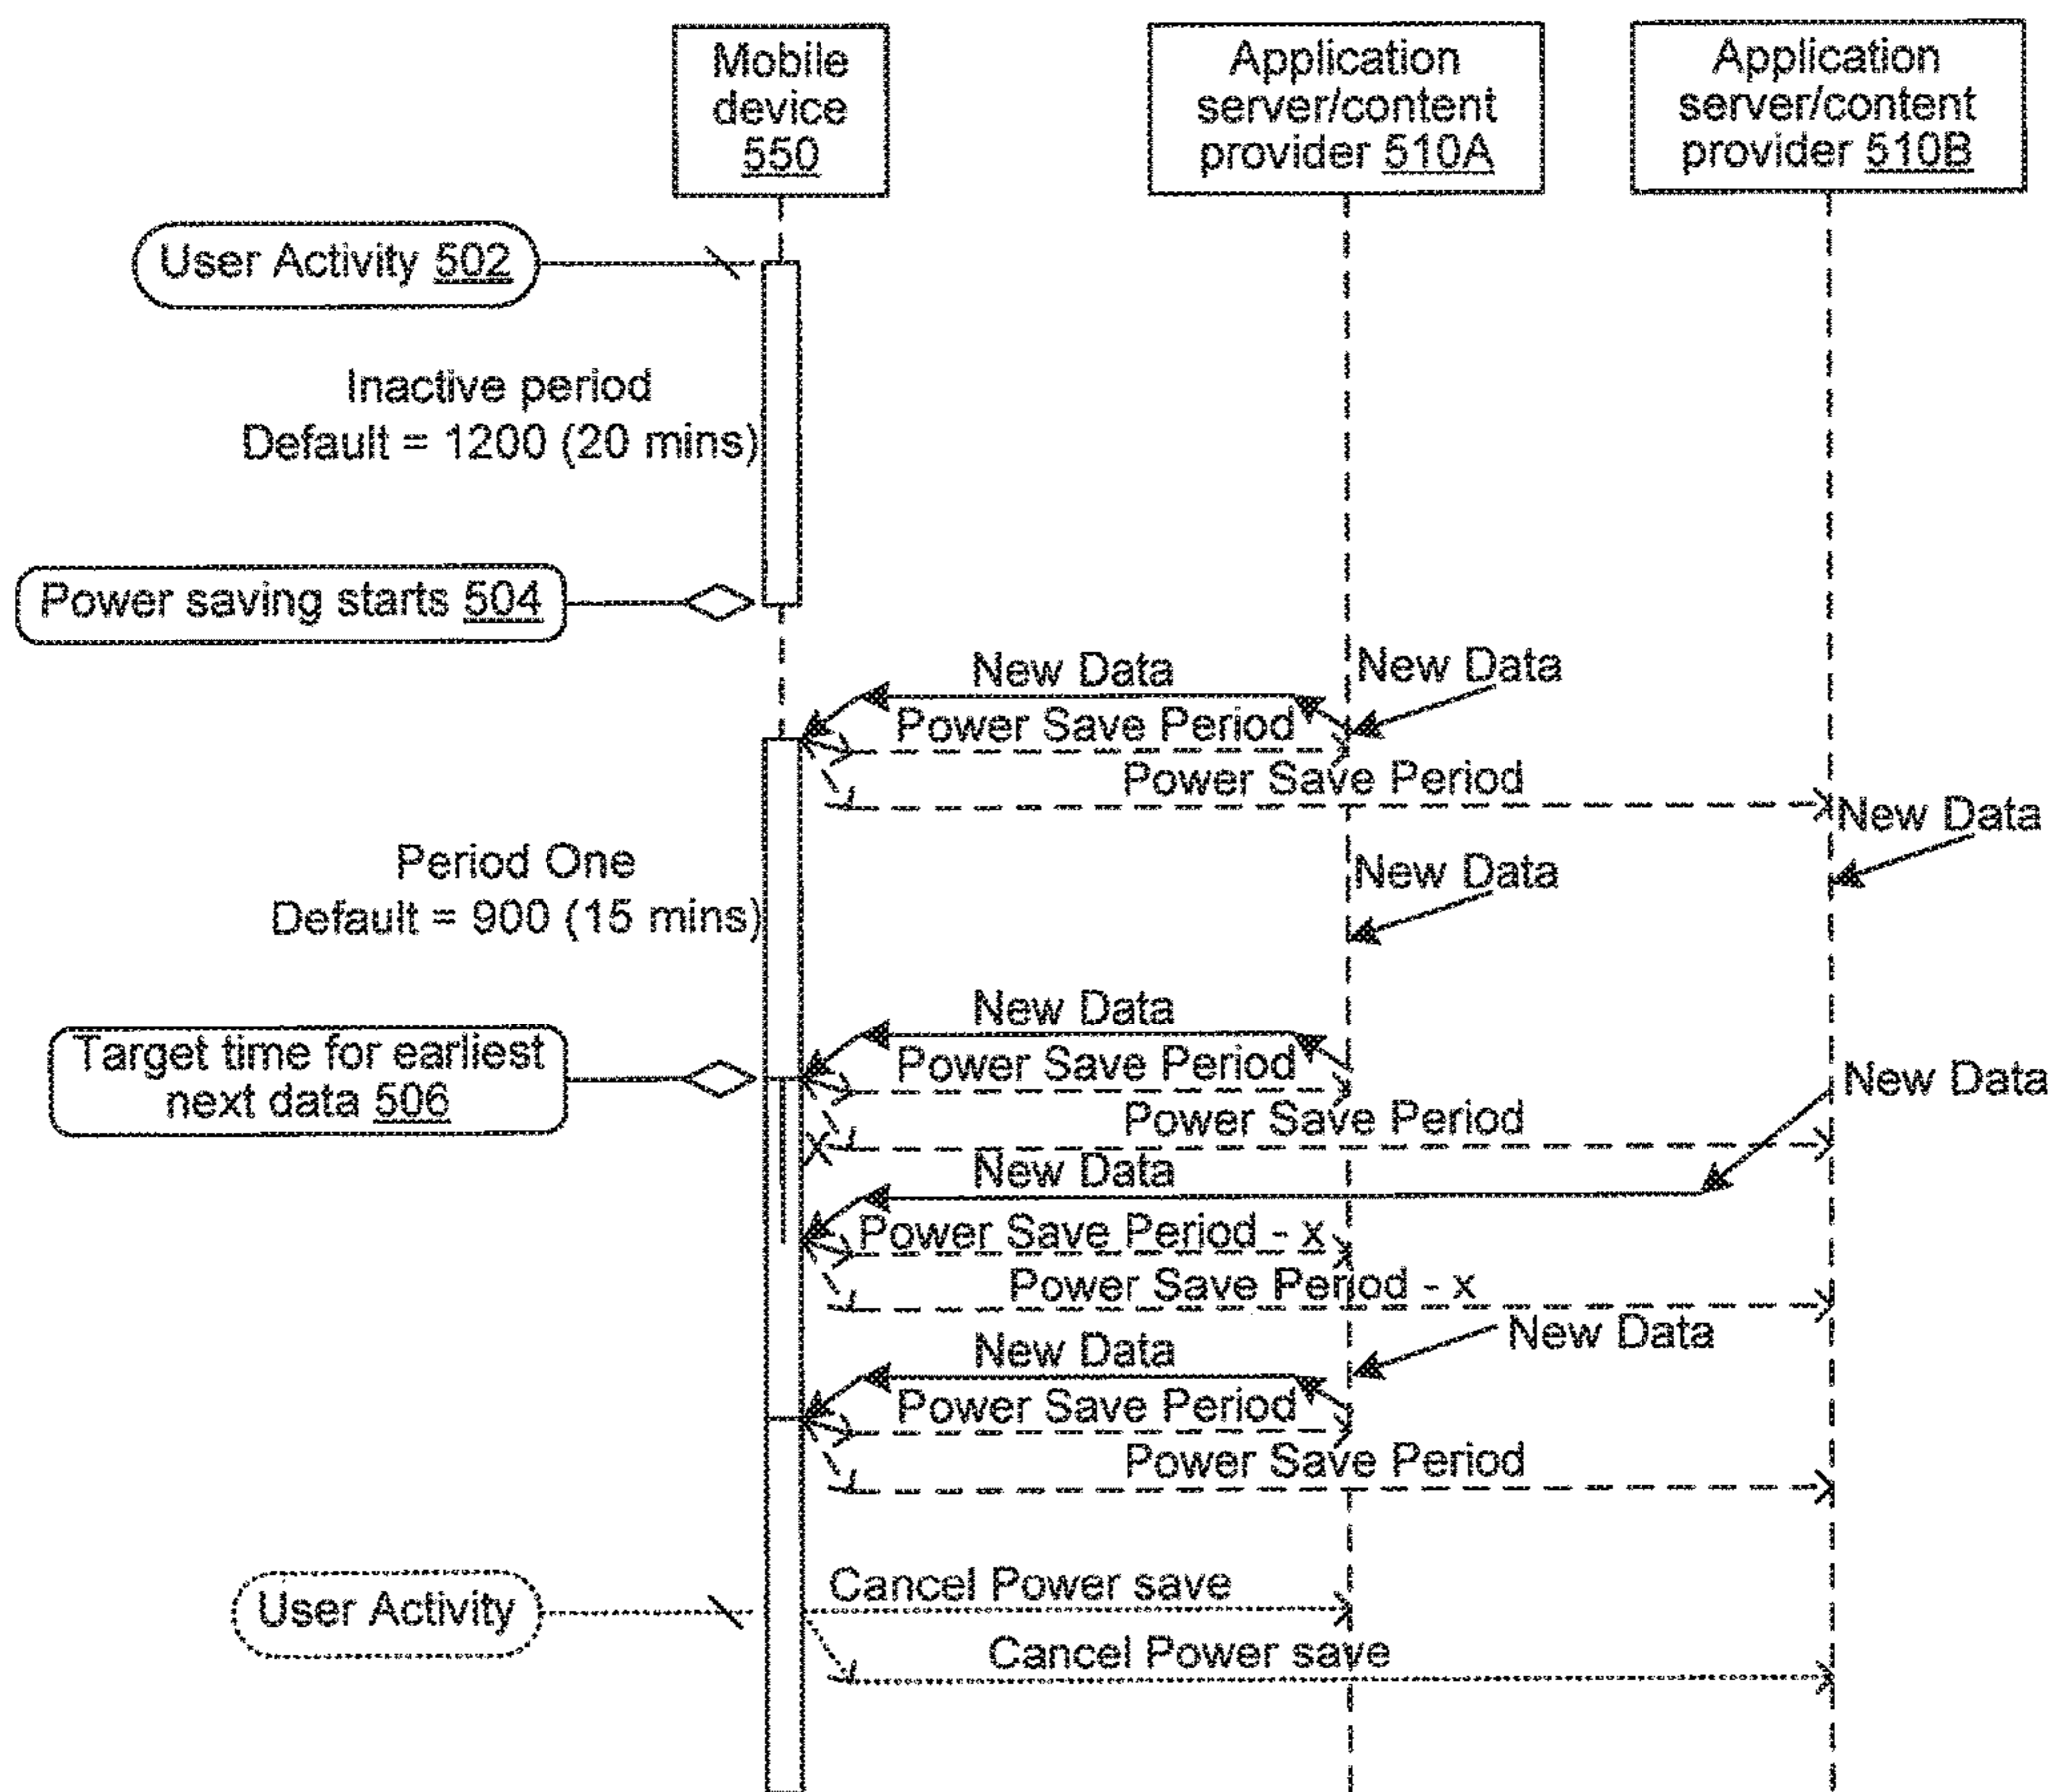 Mobile
device
550
Application
server/content
provider 510A
Application
server/content
provider 510B
User Activity 502
Inactive period
Default = 1200 (20 mins)
Power saving starts 504
New Data
New Data
Power Save Period
Power Save Period
New Data
Period One
Default = 900 (15 mins)
New Data
New Data
Target time for earliest
next data 506
Power Save Period
New Data
Power Save Period
New Data
Power Save Period - x
Power Save Period - x
New Data
New Data
Power Save Period
Power Save Period
User Activity
Cancel Power save
Cancel Power save